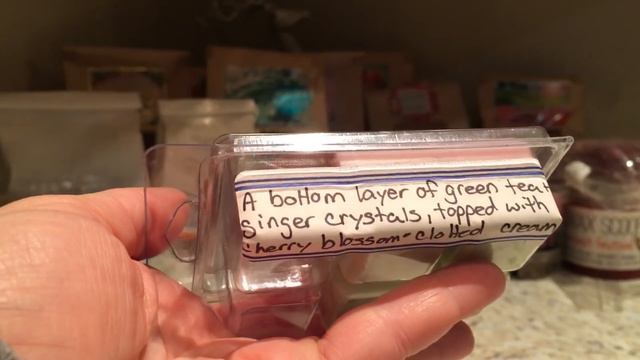 A bottom layer of green tea +
ginger crystals, topped with
cherry blossom clotted cream